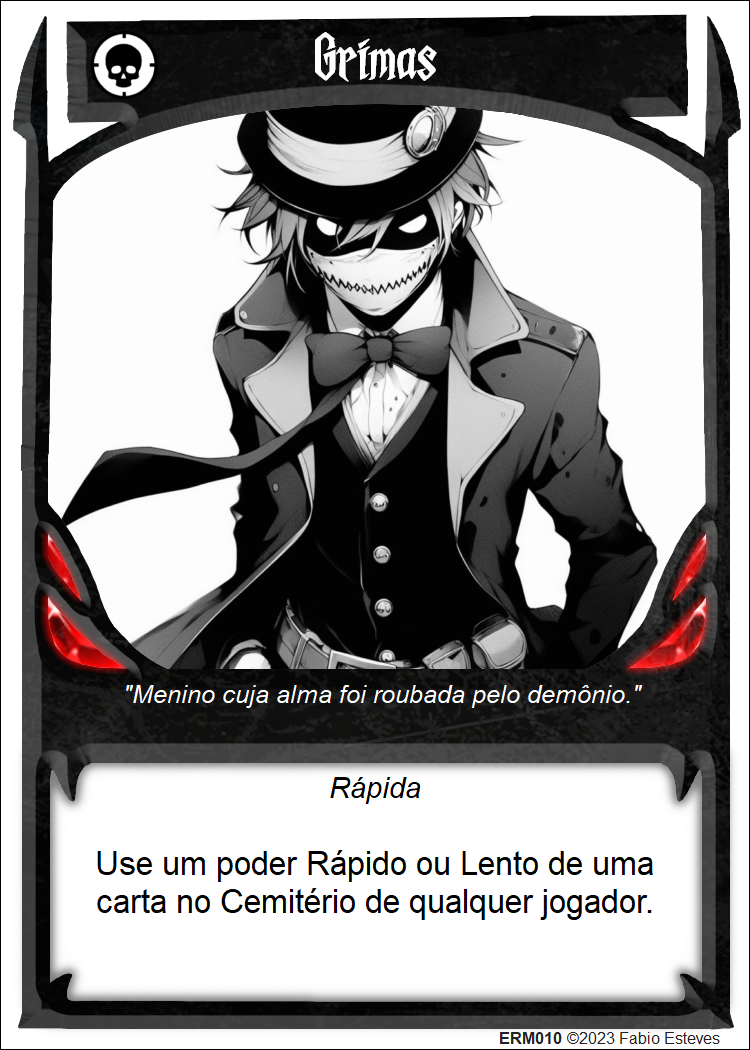 Grimas
"Menino cuja alma foi roubada pelo demônio."
Rápida
Use um poder Rápido ou Lento de uma
carta no Cemitério de qualquer jogador.
ERM010 ©2023 Fabio Esteves